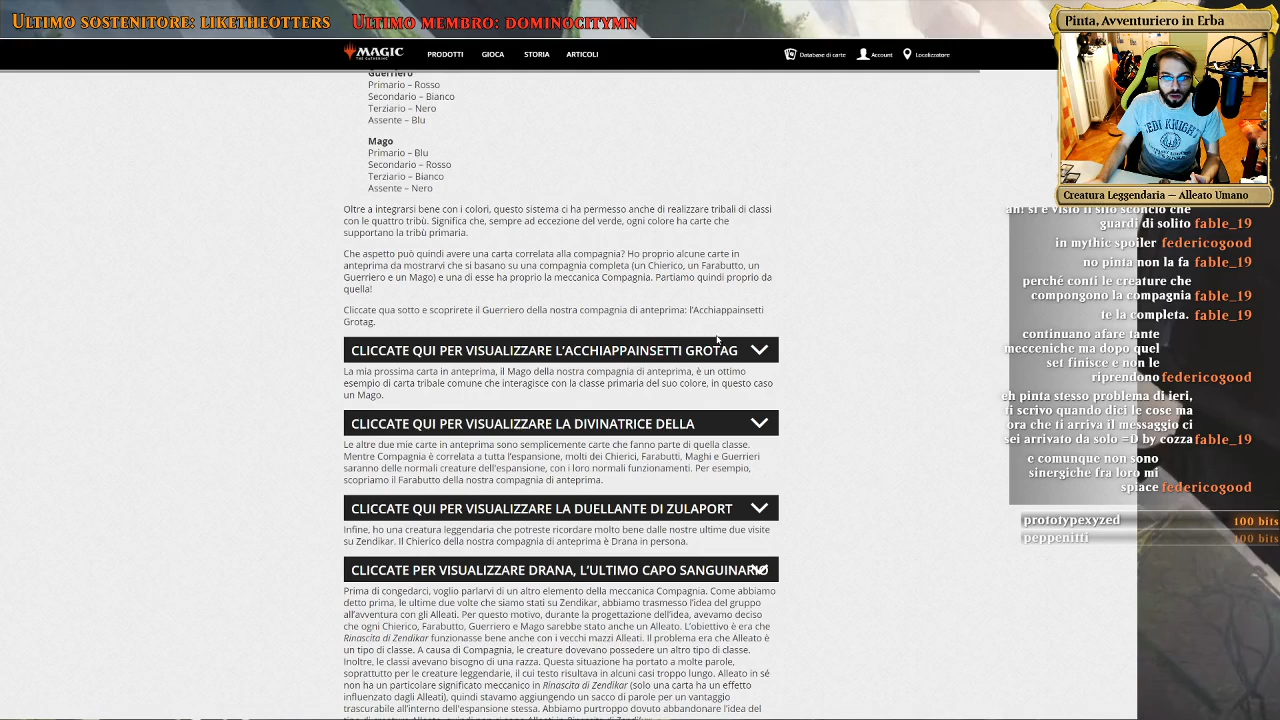 Ultimo sostenitore: liketheotters
Ultimo membro: dominocitymn
Pinta, Avventuriero in Erba
MAGIC
THE GATHERING
PRODOTTI
GIOCA
STORIA
ARTICOLI
Database di carte
Account
Localizzatore
Guerriero
Primario – Rosso
Secondario – Bianco
Terziario – Nero
Assente – Blu
Mago
Primario – Blu
Secondario – Rosso
Terziario – Bianco
Assente – Nero
Oltre a integrarsi bene con i colori, questo sistema ci ha permesso anche di realizzare tribali di classi
con le quattro tribù. Significa che, sempre ad eccezione del verde, ogni colore ha carte che
supportano la tribù primaria.
Che aspetto può quindi avere una carta correlata alla compagnia? Ho proprio alcune carte in
anteprima da mostrarvi che si basano su una compagnia completa (un Chierico, un Farabutto, un
Guerriero e un Mago) e una di esse ha proprio la meccanica Compagnia. Partiamo quindi proprio da
quella!
Cliccate qua sotto e scoprirete il Guerriero della nostra compagnia di anteprima: l'Acchiappainsetti
Grotag.
CLICCATE QUI PER VISUALIZZARE L'ACCHIAPPAINSETTI GROTAG
La mia prossima carta in anteprima, il Mago della nostra compagnia di anteprima, è un ottimo
esempio di carta tribale comune che interagisce con la classe primaria del suo colore, in questo caso
un Mago.
CLICCATE QUI PER VISUALIZZARE LA DIVINATRICE DELLA
Le altre due mie carte in anteprima sono semplicemente carte che fanno parte di quella classe.
Mentre Compagnia è correlata a tutta l'espansione, molti dei Chierici, Farabutti, Maghi e Guerrieri
saranno delle normali creature dell'espansione, con i loro normali funzionamenti. Per esempio,
scopriamo il Farabutto della nostra compagnia di anteprima.
CLICCATE QUI PER VISUALIZZARE LA DUELLANTE DI ZULAPORT
Infine, ho una creatura leggendaria che potreste ricordare molto bene dalle nostre ultime due visite
su Zendikar. Il Chierico della nostra compagnia di anteprima è Drana in persona.
CLICCATE PER VISUALIZZARE DRANA, L'ULTIMO CAPO SANGUINARIO
Prima di congedarci, voglio parlarvi di un altro elemento della meccanica Compagnia. Come abbiamo
detto prima, le ultime due volte che siamo stati su Zendikar, abbiamo trasmesso l'idea del gruppo
all'avventura con gli Alleati. Per questo motivo, durante la progettazione dell'idea, avevamo deciso
che ogni Chierico, Farabutto, Guerriero e Mago sarebbe stato anche un Alleato. L'obiettivo è era che
Rinascita di Zendikar funzionasse bene anche con i vecchi mazzi Alleati. Il problema era che Alleato è
un tipo di classe. A causa di Compagnia, le creature dovevano possedere un altro tipo di classe.
Inoltre, le classi avevano bisogno di una razza. Questa situazione ha portato a molte parole,
soprattutto per le creature leggendarie, il cui testo risultava in alcuni casi troppo lungo. Alleato in sé
non ha un particolare significato meccanico in Rinascita di Zendikar (solo una carta ha un effetto
influenzato dagli Alleati), quindi stavamo aggiungendo un sacco di parole per un vantaggio
trascurabile all'interno dell'espansione stessa. Abbiamo purtroppo dovuto abbandonare l'idea del
Creatura Leggendaria — Alleato Umano
ah! si è visto il sito sconcio che
guardi di solito fable_19
in mythic spoiler federicogood
no pinta non la fa fable_19
perché conti le creature che
compongono la compagnia fable_19
te la completa. fable_19
continuano afare tante
mecceniche ma dopo quel
set finisce e non le
riprendono federicogood
eh pinta stesso problema di ieri,
ti scrivo quando dici le cose ma
ora che ti arriva il messaggio ci
sei arrivato da solo =D by cozza fable_19
e comunque non sono
sinergiche fra loro mi
spiace federicogood
prototypexyzed 100 bits
peppenitti 100 bits